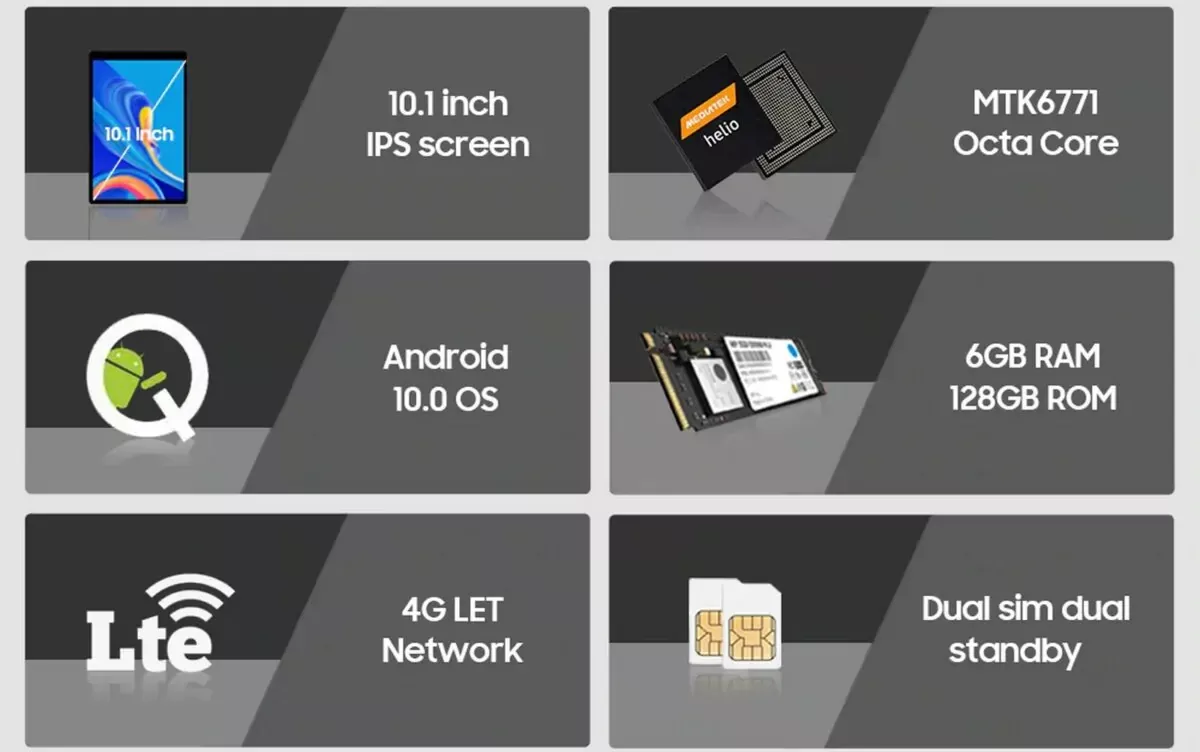 10.1 inch
IPS screen
10.1 Inch
MTK6771
Octa Core
MEDIATEK
helio
Android
10.0 OS
6GB RAM
128GB ROM
4G LET
Network
Lte
Dual sim dual
standby